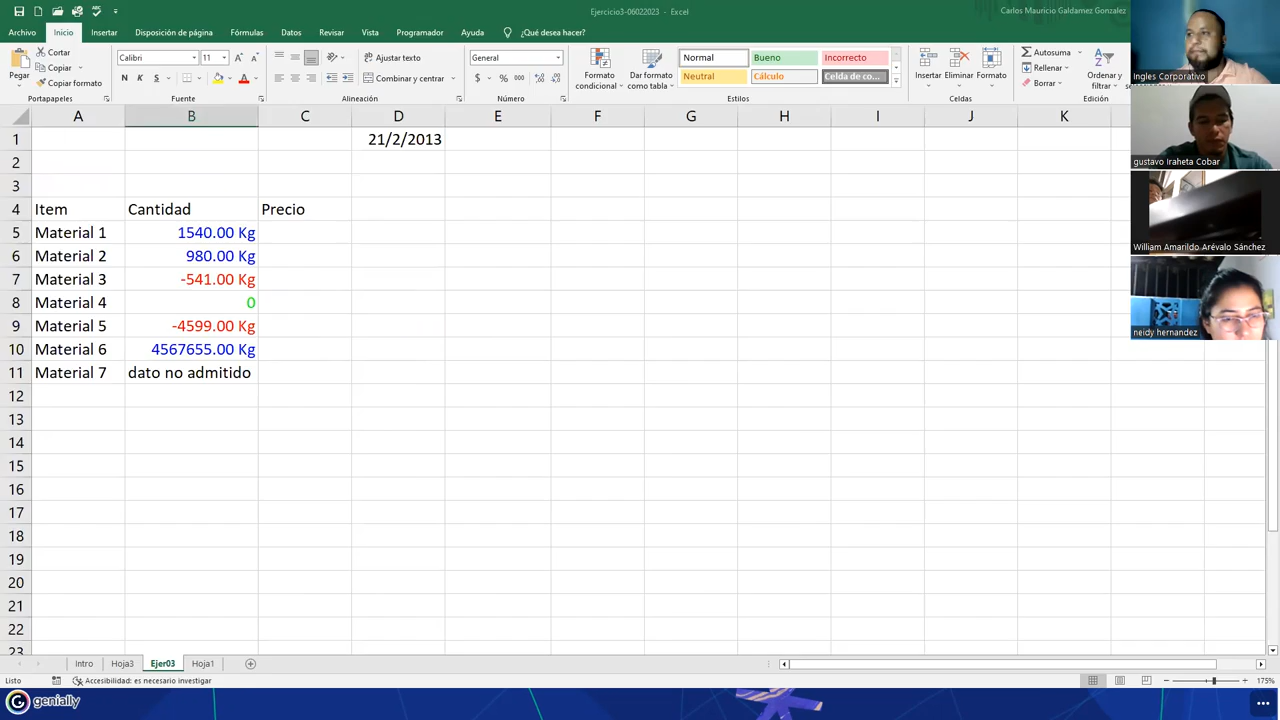 Ejercicio3-06022023 - Excel
Carlos Mauricio Galdamez Gonzalez
Archivo Inicio Insertar Disposición de página Fórmulas Datos Revisar Vista Programador Ayuda ¿Qué desea hacer?
Pegar
Cortar
Copiar
Copiar formato
Portapapeles
Calibri 11
N K S
Fuente
Ajustar texto
Combinar y centrar
Alineación
General
$ % 000
Número
Formato condicional
Dar formato como tabla
Normal Bueno Incorrecto
Neutral Cálculo Celda de co...
Estilos
Insertar Eliminar Formato
Celdas
Autosuma
Rellenar
Borrar
Ordenar y
Edición
Ingles Corporativo
gustavo Iraheta Cobar
William Amarildo Arévalo Sánchez
neidy hernandez
A B C D E F G H I J K
1 21/2/2013
2
3
4 Item Cantidad Precio
5 Material 1 1540.00 Kg
6 Material 2 980.00 Kg
7 Material 3 -541.00 Kg
8 Material 4 0
9 Material 5 -4599.00 Kg
10 Material 6 4567655.00 Kg
11 Material 7 dato no admitido
12
13
14
15
16
17
18
19
20
21
22
23
Intro Hoja3 Ejer03 Hoja1
Listo Accesibilidad: es necesario investigar 175%
genially